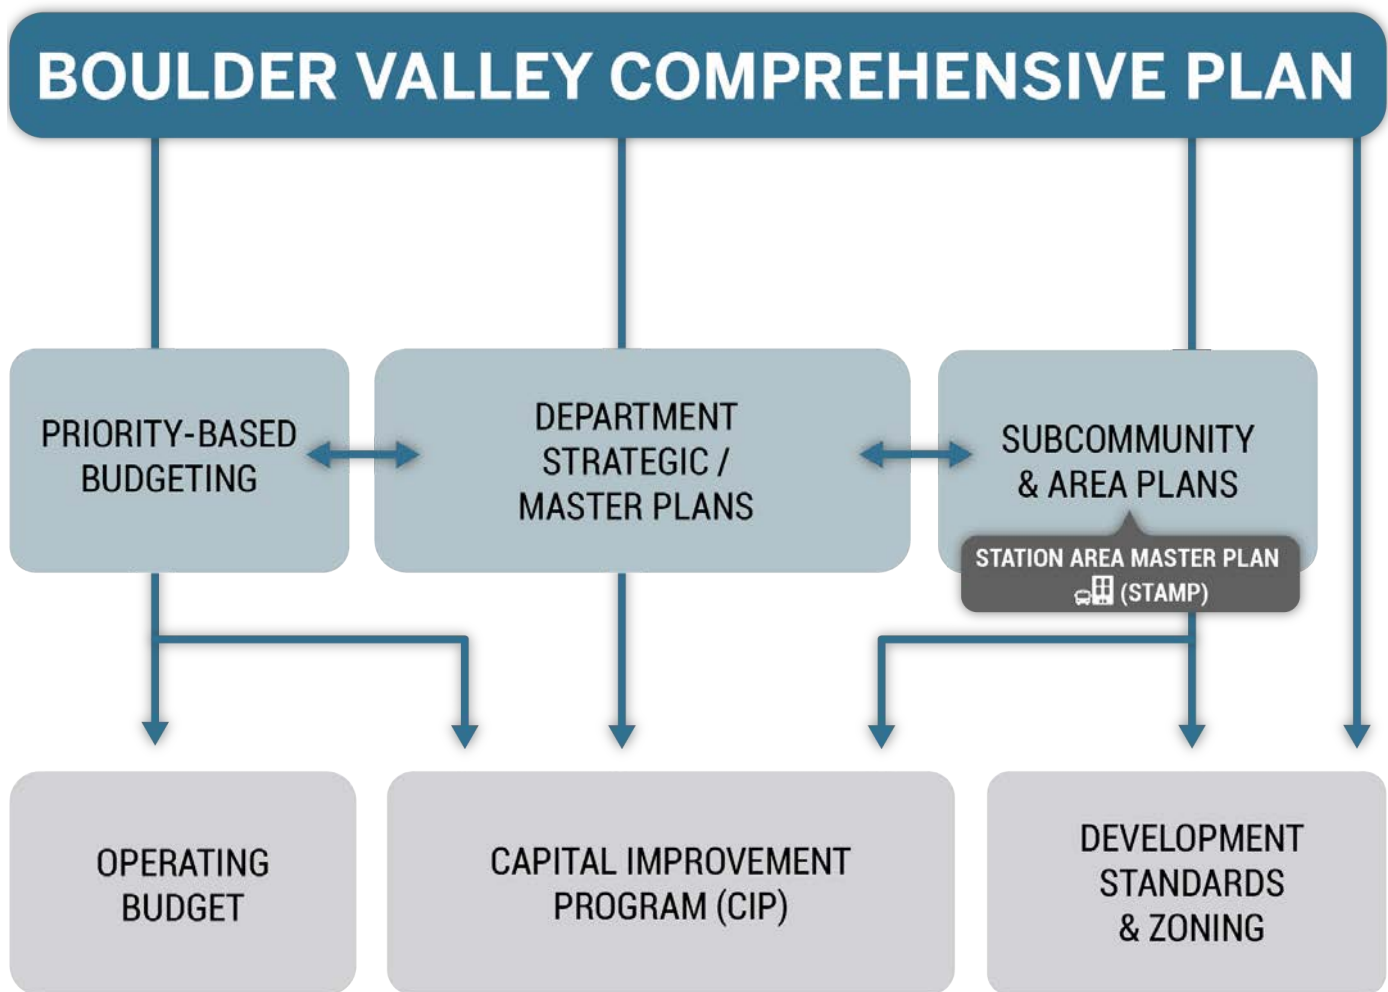 BOULDER VALLEY COMPREHENSIVE PLAN
PRIORITY-BASED
BUDGETING
DEPARTMENT
STRATEGIC /
MASTER PLANS
SUBCOMMUNITY
& AREA PLANS
STATION AREA MASTER PLAN
(STAMP)
OPERATING
BUDGET
CAPITAL IMPROVEMENT
PROGRAM (CIP)
DEVELOPMENT
STANDARDS
& ZONING